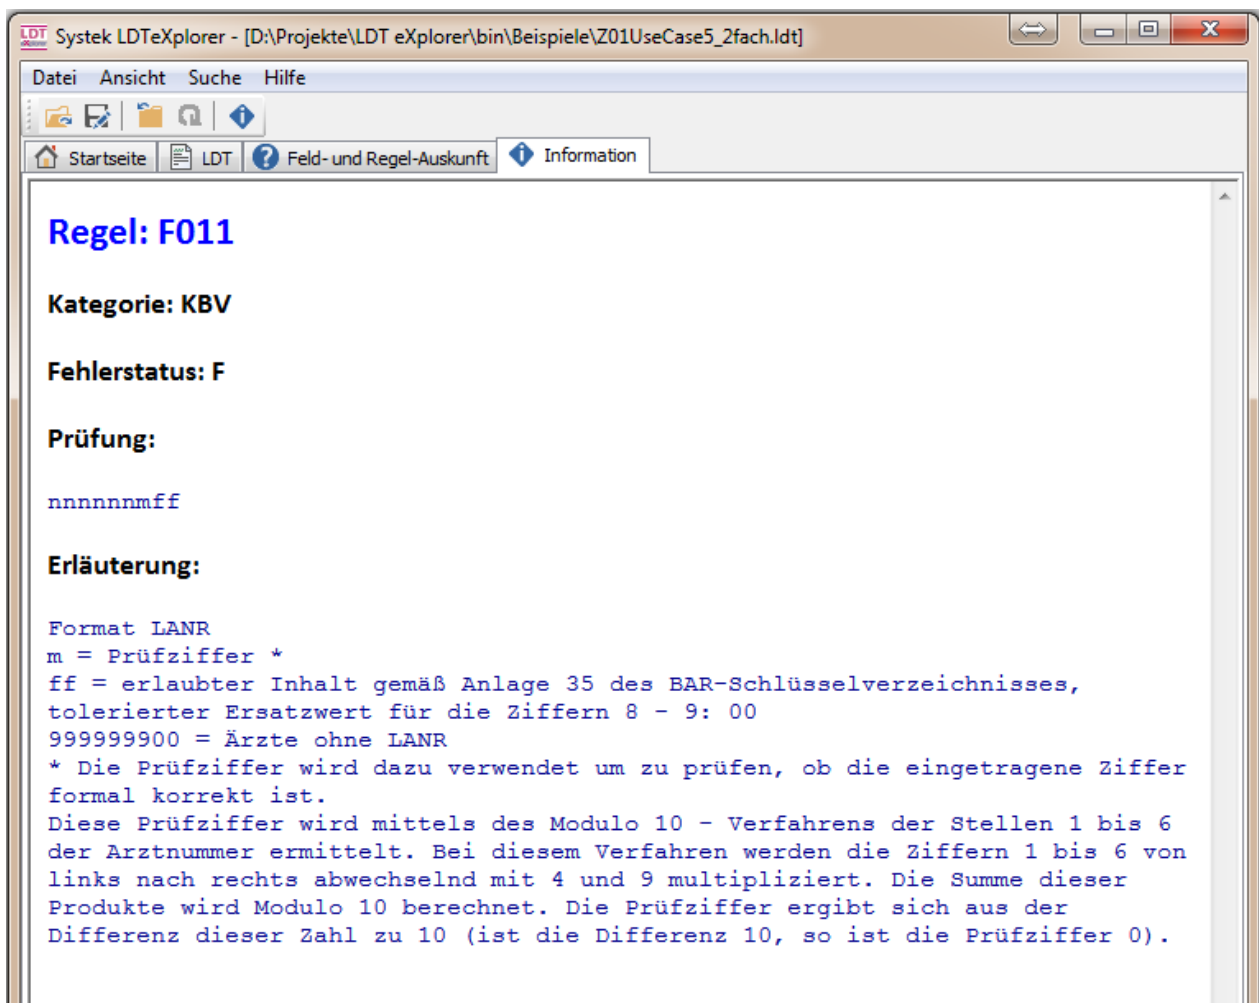 LDT Systek LDTeXplorer - [D:\Projekte\LDT eXplorer\bin\Beispiele\Z01UseCase5_2fach.ldt]
Datei Ansicht Suche Hilfe
Startseite LDT Feld- und Regel-Auskunft Information
Regel: F011
Kategorie: KBV
Fehlerstatus: F
Prüfung:
nnnnnnmff
Erläuterung:
Format LANR
m = Prüfziffer *
ff = erlaubter Inhalt gemäß Anlage 35 des BAR-Schlüsselverzeichnisses,
tolerierter Ersatzwert für die Ziffern 8 - 9: 00
999999900 = Ärzte ohne LANR
* Die Prüfziffer wird dazu verwendet um zu prüfen, ob die eingetragene Ziffer
formal korrekt ist.
Diese Prüfziffer wird mittels des Modulo 10 - Verfahrens der Stellen 1 bis 6
der Arztnummer ermittelt. Bei diesem Verfahren werden die Ziffern 1 bis 6 von
links nach rechts abwechselnd mit 4 und 9 multipliziert. Die Summe dieser
Produkte wird Modulo 10 berechnet. Die Prüfziffer ergibt sich aus der
Differenz dieser Zahl zu 10 (ist die Differenz 10, so ist die Prüfziffer 0).